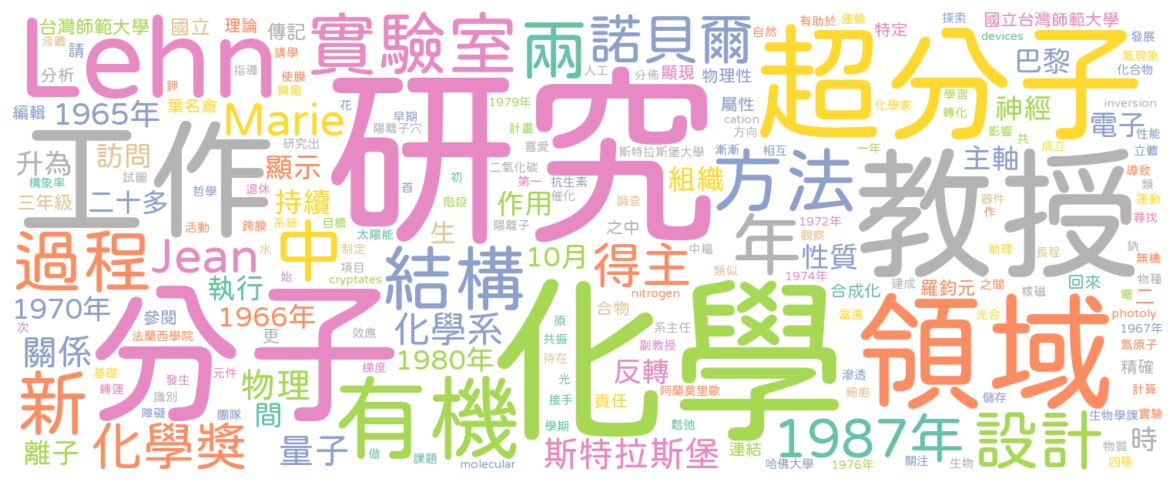 台灣師範大學 國立 理論 實驗室 兩 諾貝爾 有助於 運輸 探索 國立台灣師範大學
Lehn 液體 請 傳記 自然 特定 超分子 devices 發展
分析 指導 講學 使膜 人工 分佈 顯現 物理性 巴黎 氫現象 化合物
編輯 1965年 葉名倉 興趣 鉀 花 早期 1979年 計畫 屬性 化學家 學習 轉化 神經 inversion
Marie 研究 陽離子穴 喜愛 cation 方向 影響 共 電子 性能
工作 研究出 斯特拉斯堡大學 漸漸 相互 一年 成立 立體
升為 訪問 顯示 二氧化碳 方法 主軸 教授 導致
構象率 試圖 哲學 退休 首 初 第一 抗生素 組織 類
三年級 二十多 持續 階段 作用 催化 調查 器件 作 運動
活動 跨膜 系統 目標 陽離子 之中 1972年 尋找
過程 Jean 中 水 太陽能 制定 生 年 觀察 性質 助理 長程 無機
始 項目 結構 10月 得主 中樞 類似 1974年 鈉
1970年 執行 cryptates nitrogen 合成化 建成 羅鈞元 之間 核磁 回來 物種
分子 參閱 1966年 更 效應 化學系 合物 當選 領域 光合 電 二 photoly
次 法蘭西學院 原 化學 系主任 1967年
關係 共振 副教授 氮原子
基礎 發生 元件 1980年 梯度 待在 反轉 滲透 精確
新 轉運 識別 物理 有機 光 阿蘭莫里歐 細胞 計算
障礙 團隊 間 接手 責任 儲存 生物學課 實驗
化學獎 學期 鬆弛 1987年 設計 時
離子 量子 做 課題 斯特拉斯堡 連結 物質
molecular 哈佛大學 1976年 關注 生物 四極